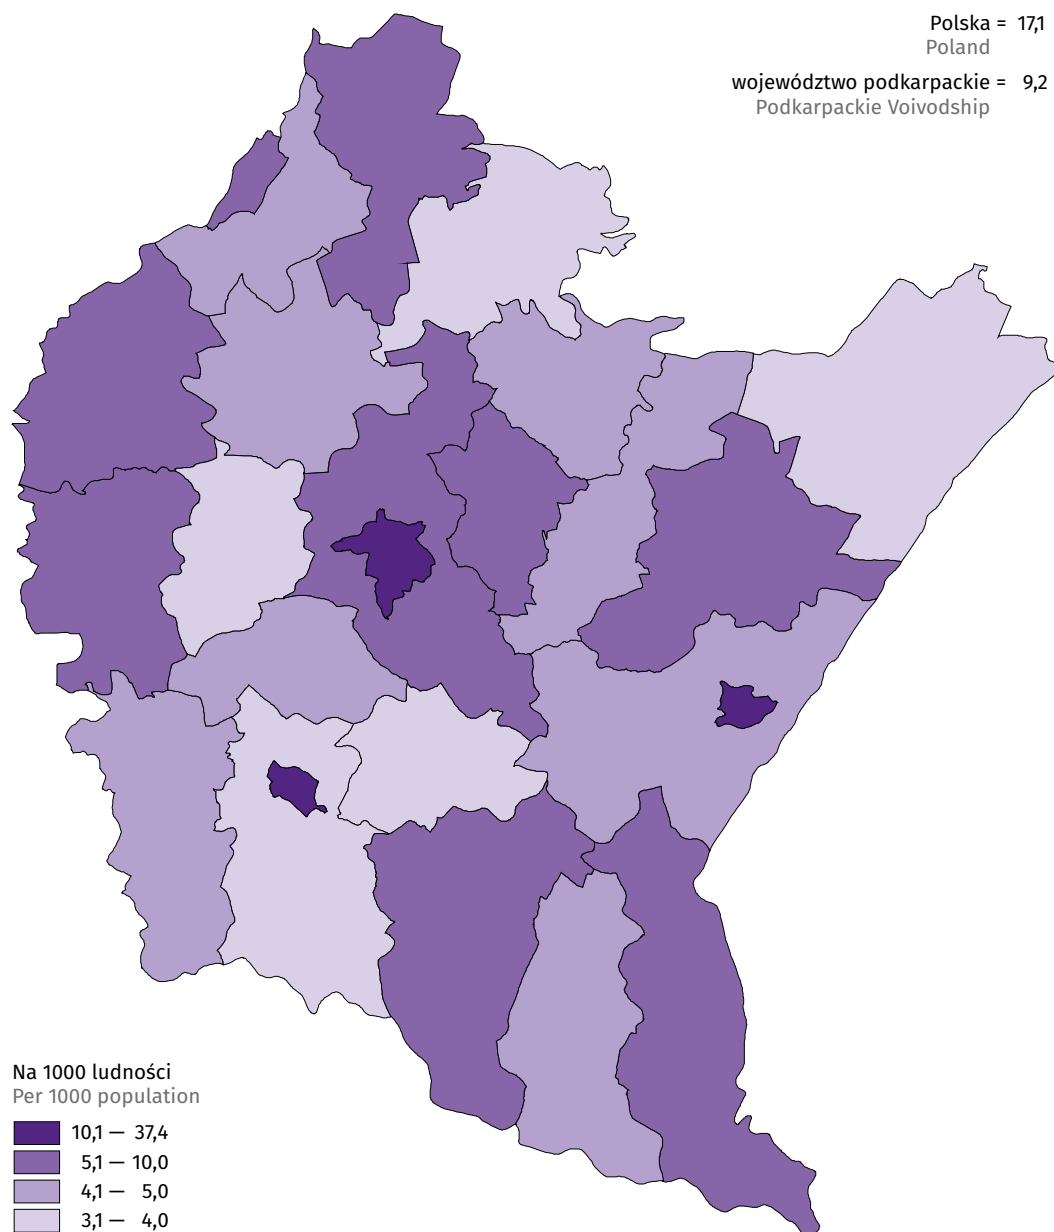 Polska = 17,1
Poland
województwo podkarpackie = 9,2
Podkarpackie Voivodship
Na 1000 ludności
Per 1000 population
10,1 — 37,4
5,1 — 10,0
4,1 — 5,0
3,1 — 4,0